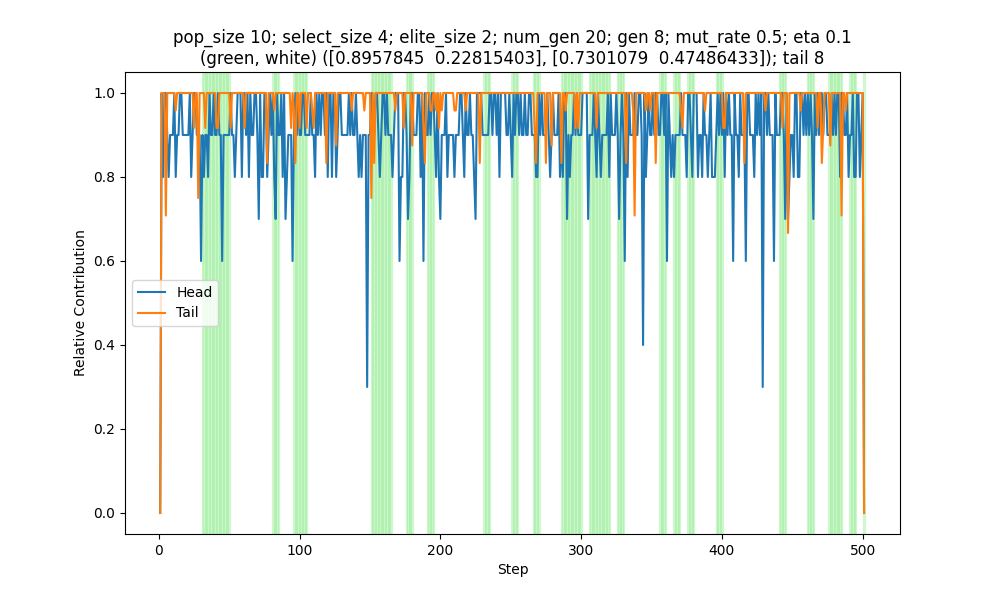 pop_size 10; select_size 4; elite_size 2; num_gen 20; gen 8; mut_rate 0.5; eta 0.1
(green, white) ([0.8957845  0.22815403], [0.7301079  0.47486433]); tail 8
1.0
0.8
0.6
0.4
0.2
0.0
Relative Contribution
Head
Tail
0 100 200 300 400 500
Step